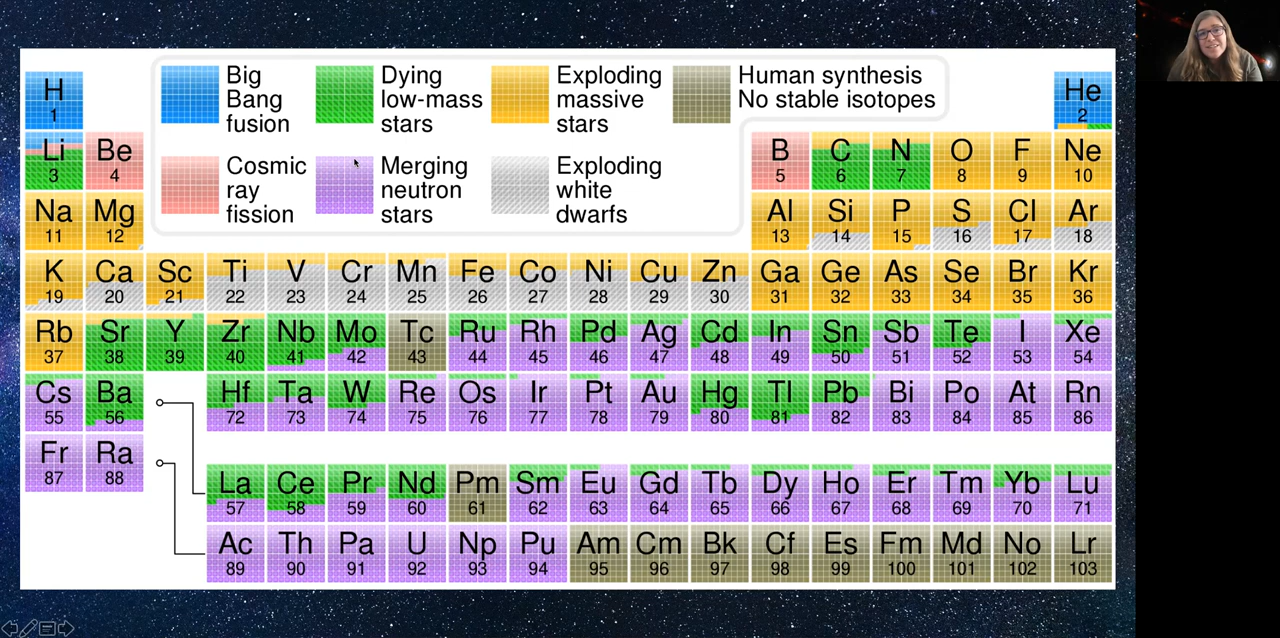 Big Bang fusion
Dying low-mass stars
Exploding massive stars
Human synthesis
No stable isotopes
Cosmic ray fission
Merging neutron stars
Exploding white dwarfs
H 1
He 2
Li 3
Be 4
B 5
C 6
N 7
O 8
F 9
Ne 10
Na 11
Mg 12
Al 13
Si 14
P 15
S 16
Cl 17
Ar 18
K 19
Ca 20
Sc 21
Ti 22
V 23
Cr 24
Mn 25
Fe 26
Co 27
Ni 28
Cu 29
Zn 30
Ga 31
Ge 32
As 33
Se 34
Br 35
Kr 36
Rb 37
Sr 38
Y 39
Zr 40
Nb 41
Mo 42
Tc 43
Ru 44
Rh 45
Pd 46
Ag 47
Cd 48
In 49
Sn 50
Sb 51
Te 52
I 53
Xe 54
Cs 55
Ba 56
Hf 72
Ta 73
W 74
Re 75
Os 76
Ir 77
Pt 78
Au 79
Hg 80
Tl 81
Pb 82
Bi 83
Po 84
At 85
Rn 86
Fr 87
Ra 88
La 57
Ce 58
Pr 59
Nd 60
Pm 61
Sm 62
Eu 63
Gd 64
Tb 65
Dy 66
Ho 67
Er 68
Tm 69
Yb 70
Lu 71
Ac 89
Th 90
Pa 91
U 92
Np 93
Pu 94
Am 95
Cm 96
Bk 97
Cf 98
Es 99
Fm 100
Md 101
No 102
Lr 103